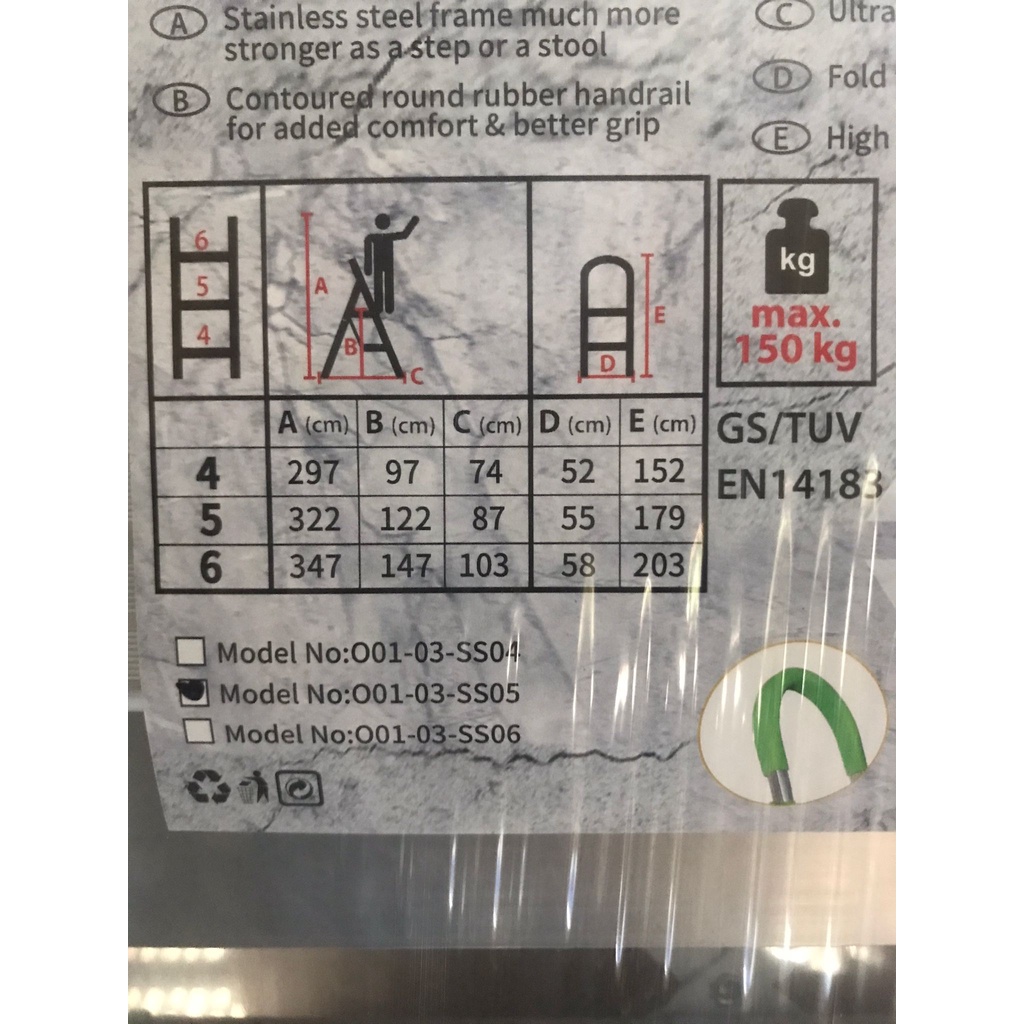 A Stainless steel frame much more
stronger as a step or a stool
B Contoured round rubber handrail
for added comfort & better grip
C Ultra
D Fold
E High
6
5
4
A
B
C
D
E
kg
max.
150 kg
A (cm) B (cm) C (cm) D (cm) E (cm)
4 297 97 74 52 152
5 322 122 87 55 179
6 347 147 103 58 203
GS/TUV
EN14183
Model No:O01-03-SS04
Model No:O01-03-SS05
Model No:O01-03-SS06